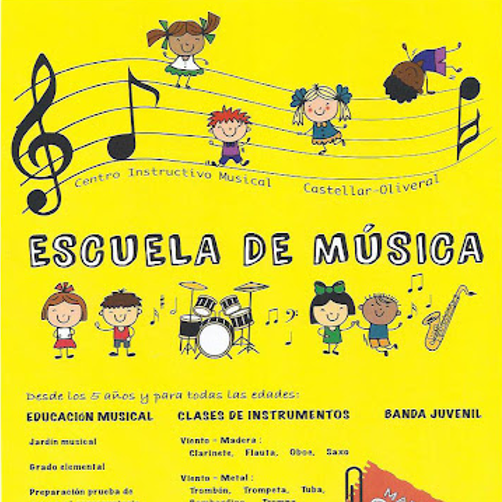 Centro Instructivo Musical Castellar-Oliveral
ESCUELA DE MÚSICA
Desde los 5 años y para todas las edades:
EDUCACIÓN MUSICAL CLASES DE INSTRUMENTOS BANDA JUVENIL
Jardín musical
Viento - Madera :
Clarinete, Flauta, Oboe, Saxo
Grado elemental
Viento - Metal :
Preparación prueba de
Trombón, Trompeta, Tuba,